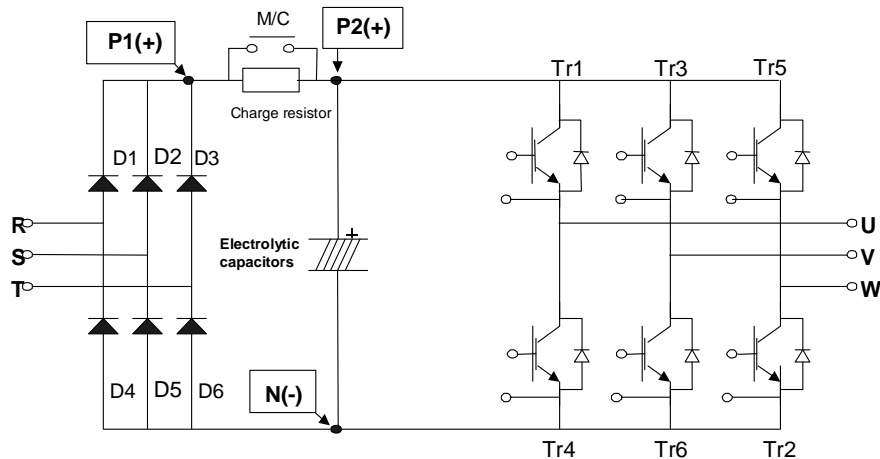 M/C
P1(+)
P2(+)
Tr1 Tr3 Tr5
Charge resistor
D1 D2 D3
R
S
T
Electrolytic
capacitors
+
U
V
W
D4 D5 D6
N(-)
Tr4 Tr6 Tr2